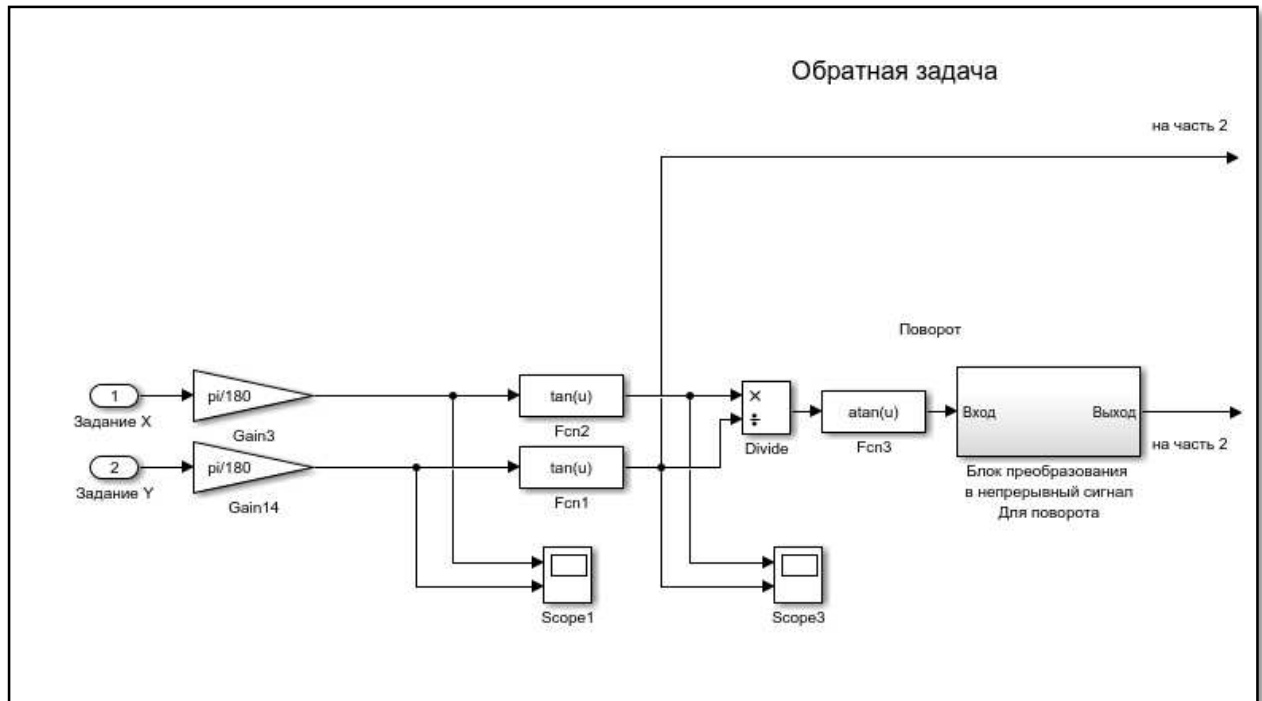 Обратная задача
на часть 2
Поворот
1
pi/180
tan(u)
×
÷
atan(u)
Вход
Выход
Задание X
Gain3
Fcn2
Divide
Fcn3
на часть 2
2
pi/180
tan(u)
Задание Y
Gain14
Fcn1
Блок преобразования
в непрерывный сигнал
Для поворота
Scope1
Scope3